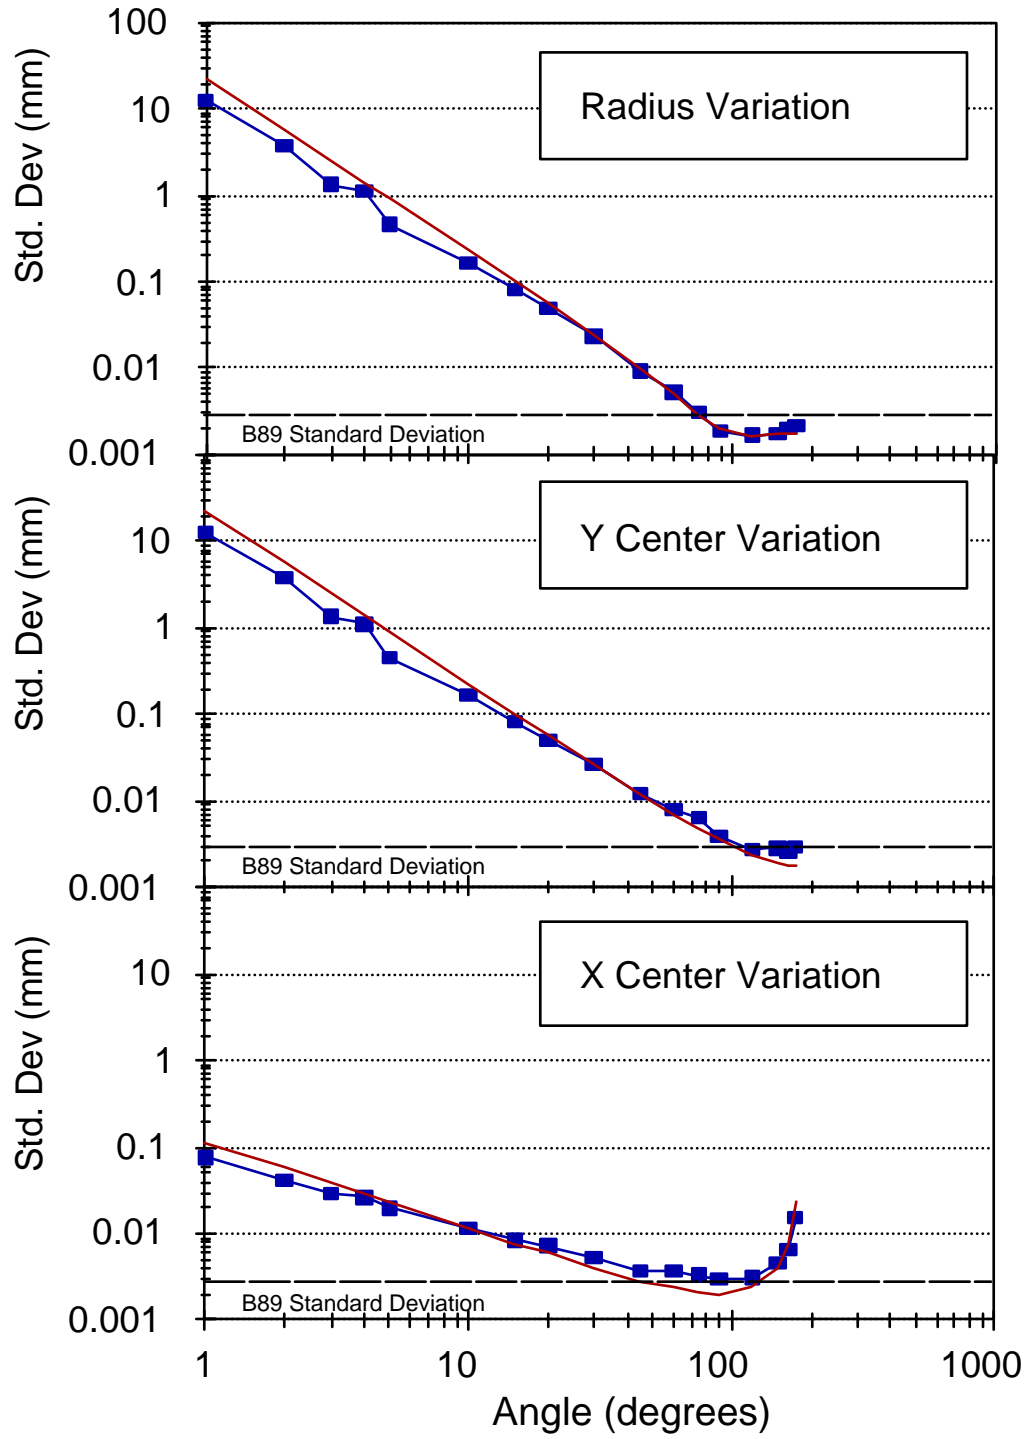 100
10
1
0.1
0.01
0.001
Std. Dev (mm)
Radius Variation
B89 Standard Deviation
10
1
0.1
0.01
0.001
Std. Dev (mm)
Y Center Variation
B89 Standard Deviation
10
1
0.1
0.01
0.001
Std. Dev (mm)
X Center Variation
B89 Standard Deviation
1 10 100 1000
Angle (degrees)